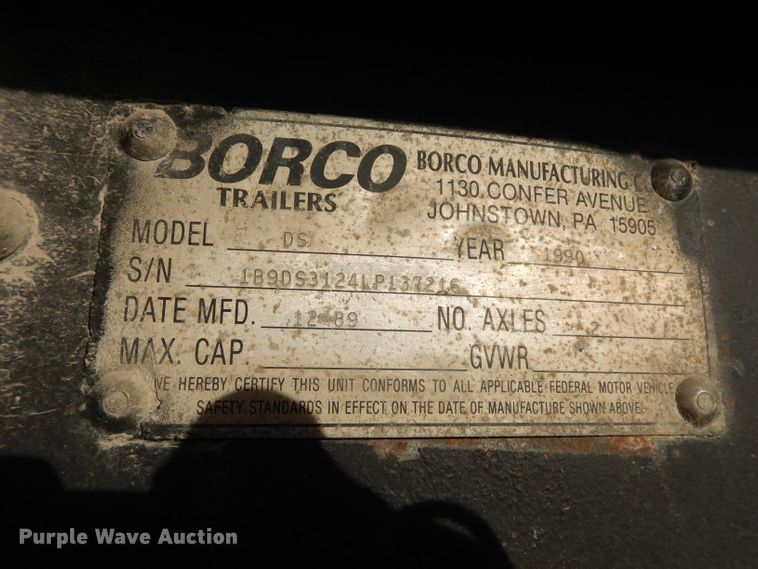 BORCO
TRAILERS
BORCO MANUFACTURING
1130 CONFER AVENUE
JOHNSTOWN, PA 15905
MODEL DS YEAR 1990
S/N
DATE MFD. 12-89 NO. AXLES 2
MAX. CAP GVWR
WE HEREBY CERTIFY THIS UNIT CONFORMS TO ALL APPLICABLE FEDERAL MOTOR VEHICLE
SAFETY STANDARDS IN EFFECT ON THE DATE OF MANUFACTURE SHOWN ABOVE.
Purple Wave Auction